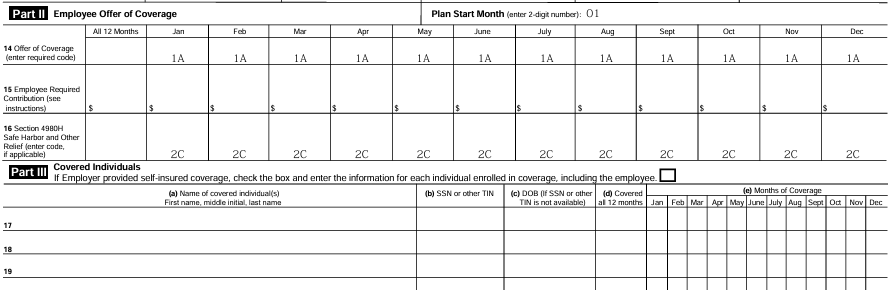 Part II Employee Offer of Coverage Plan Start Month (enter 2-digit number): 01
All 12 Months Jan Feb Mar Apr May June July Aug Sept Oct Nov Dec
14 Offer of Coverage
(enter required code) 1A 1A 1A 1A 1A 1A 1A 1A 1A 1A 1A 1A
15 Employee Required
Contribution (see
instructions) $ $ $ $ $ $ $ $ $ $ $ $ $
16 Section 4980H
Safe Harbor and Other
Relief (enter code,
if applicable) 2C 2C 2C 2C 2C 2C 2C 2C 2C 2C 2C 2C
Part III Covered Individuals
If Employer provided self-insured coverage, check the box and enter the information for each individual enrolled in coverage, including the employee.
(a) Name of covered individual(s)
First name, middle initial, last name
(b) SSN or other TIN
(c) DOB (If SSN or other
TIN is not available)
(d) Covered
all 12 months
(e) Months of Coverage
Jan Feb Mar Apr May June July Aug Sept Oct Nov Dec
17
18
19